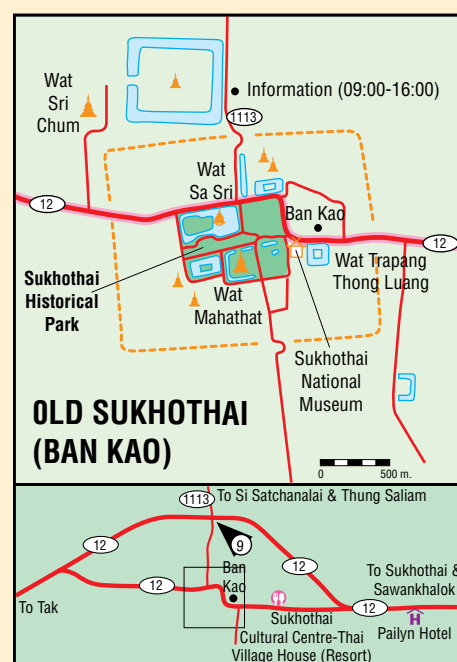 Wat
Sri
Chum
Information (09:00-16:00)
1113
Wat
Sa Sri
12
Ban Kao
12
Sukhothai
Historical
Park
Wat
Mahathat
Wat Trapang
Thong Luang
Sukhothai
National
Museum
OLD SUKHOTHAI
(BAN KAO)
0
500 m.
1113
To Si Satchanalai & Thung Saliam
12
9
Ban
Kao
12
12
To Tak
To Sukhothai &
Sawankhalok
12
H
Pailyn Hotel
Sukhothai
Cultural Centre-Thai
Village House (Resort)